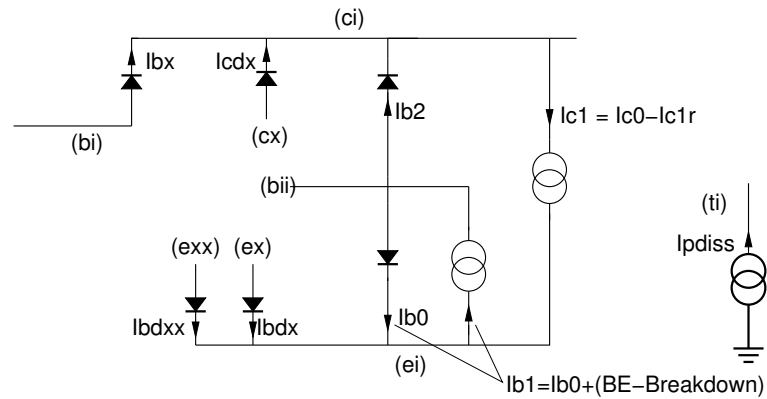 (ci)
Ibx
Icdx
Ib2
Ic1 = Ic0−Ic1r
(cx)
(bi)
(bii)
(ti)
(exx)
(ex)
Ipdiss
Ibdxx
Ibdx
Ib0
(ei)
Ib1=Ib0+(BE−Breakdown)